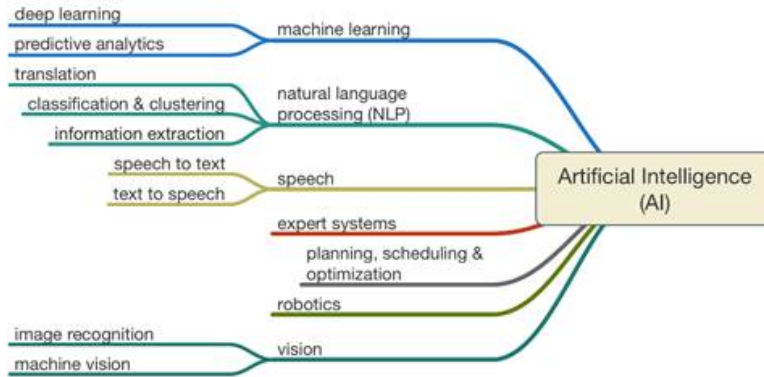 deep learning
predictive analytics
machine learning
translation
classification & clustering
information extraction
natural language
processing (NLP)
speech to text
text to speech
speech
expert systems
planning, scheduling &
optimization
robotics
image recognition
machine vision
vision
Artificial Intelligence
(AI)